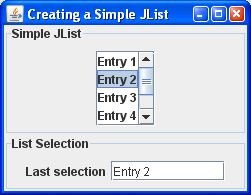 Creating a Simple JList
Simple JList
Entry 1
Entry 2
Entry 3
Entry 4
List Selection
Last selection Entry 2